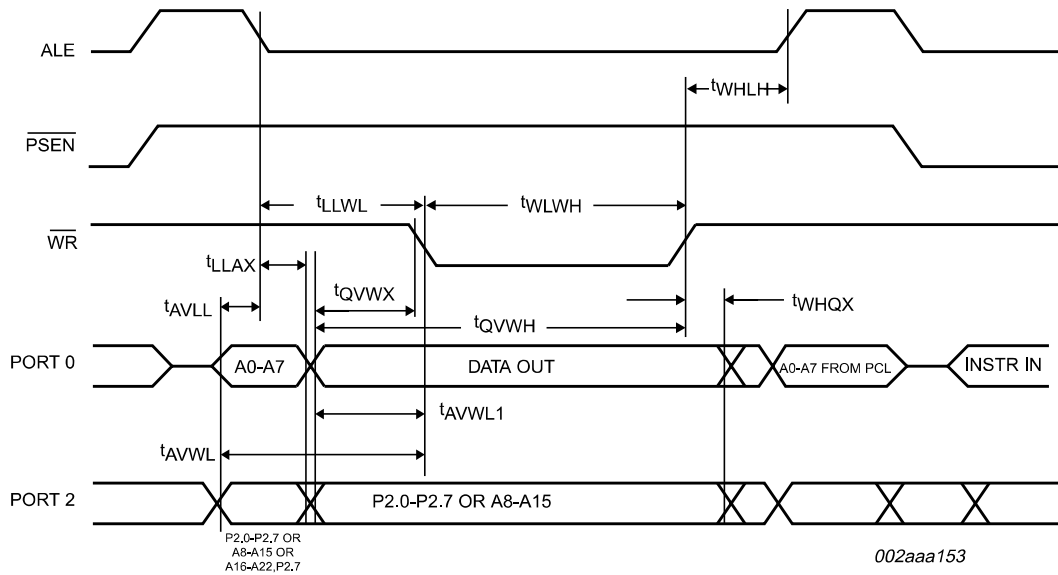 ALE
tWHLH
PSEN
tLLWL
tWLWH
WR
tLLAX
tQVWX
tAVLL
tWHQX
tQVWH
PORT 0
A0-A7
DATA OUT
A0-A7 FROM PCL
INSTR IN
tAVWL1
tAVWL
PORT 2
P2.0-P2.7 OR A8-A15
P2.0-P2.7 OR
A8-A15 OR
A16-A22,P2.7
002aaa153